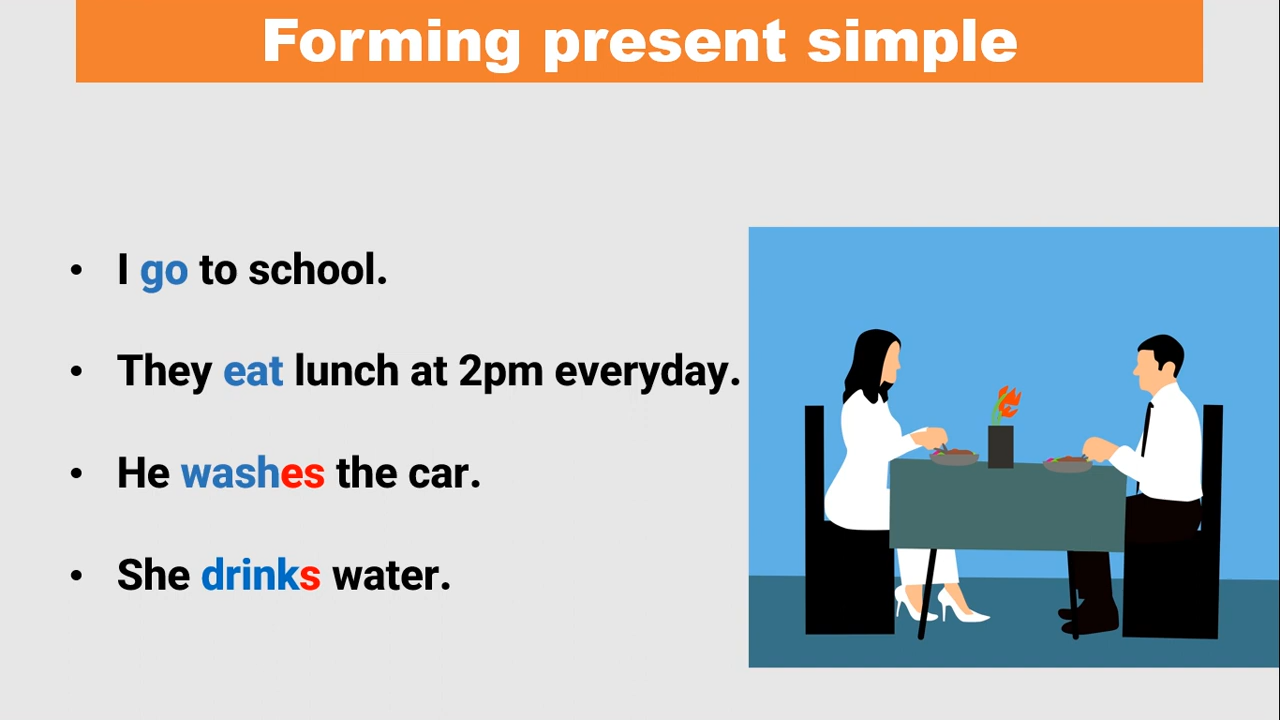 Forming present simple
• I go to school.
• They eat lunch at 2pm everyday.
• He washes the car.
• She drinks water.